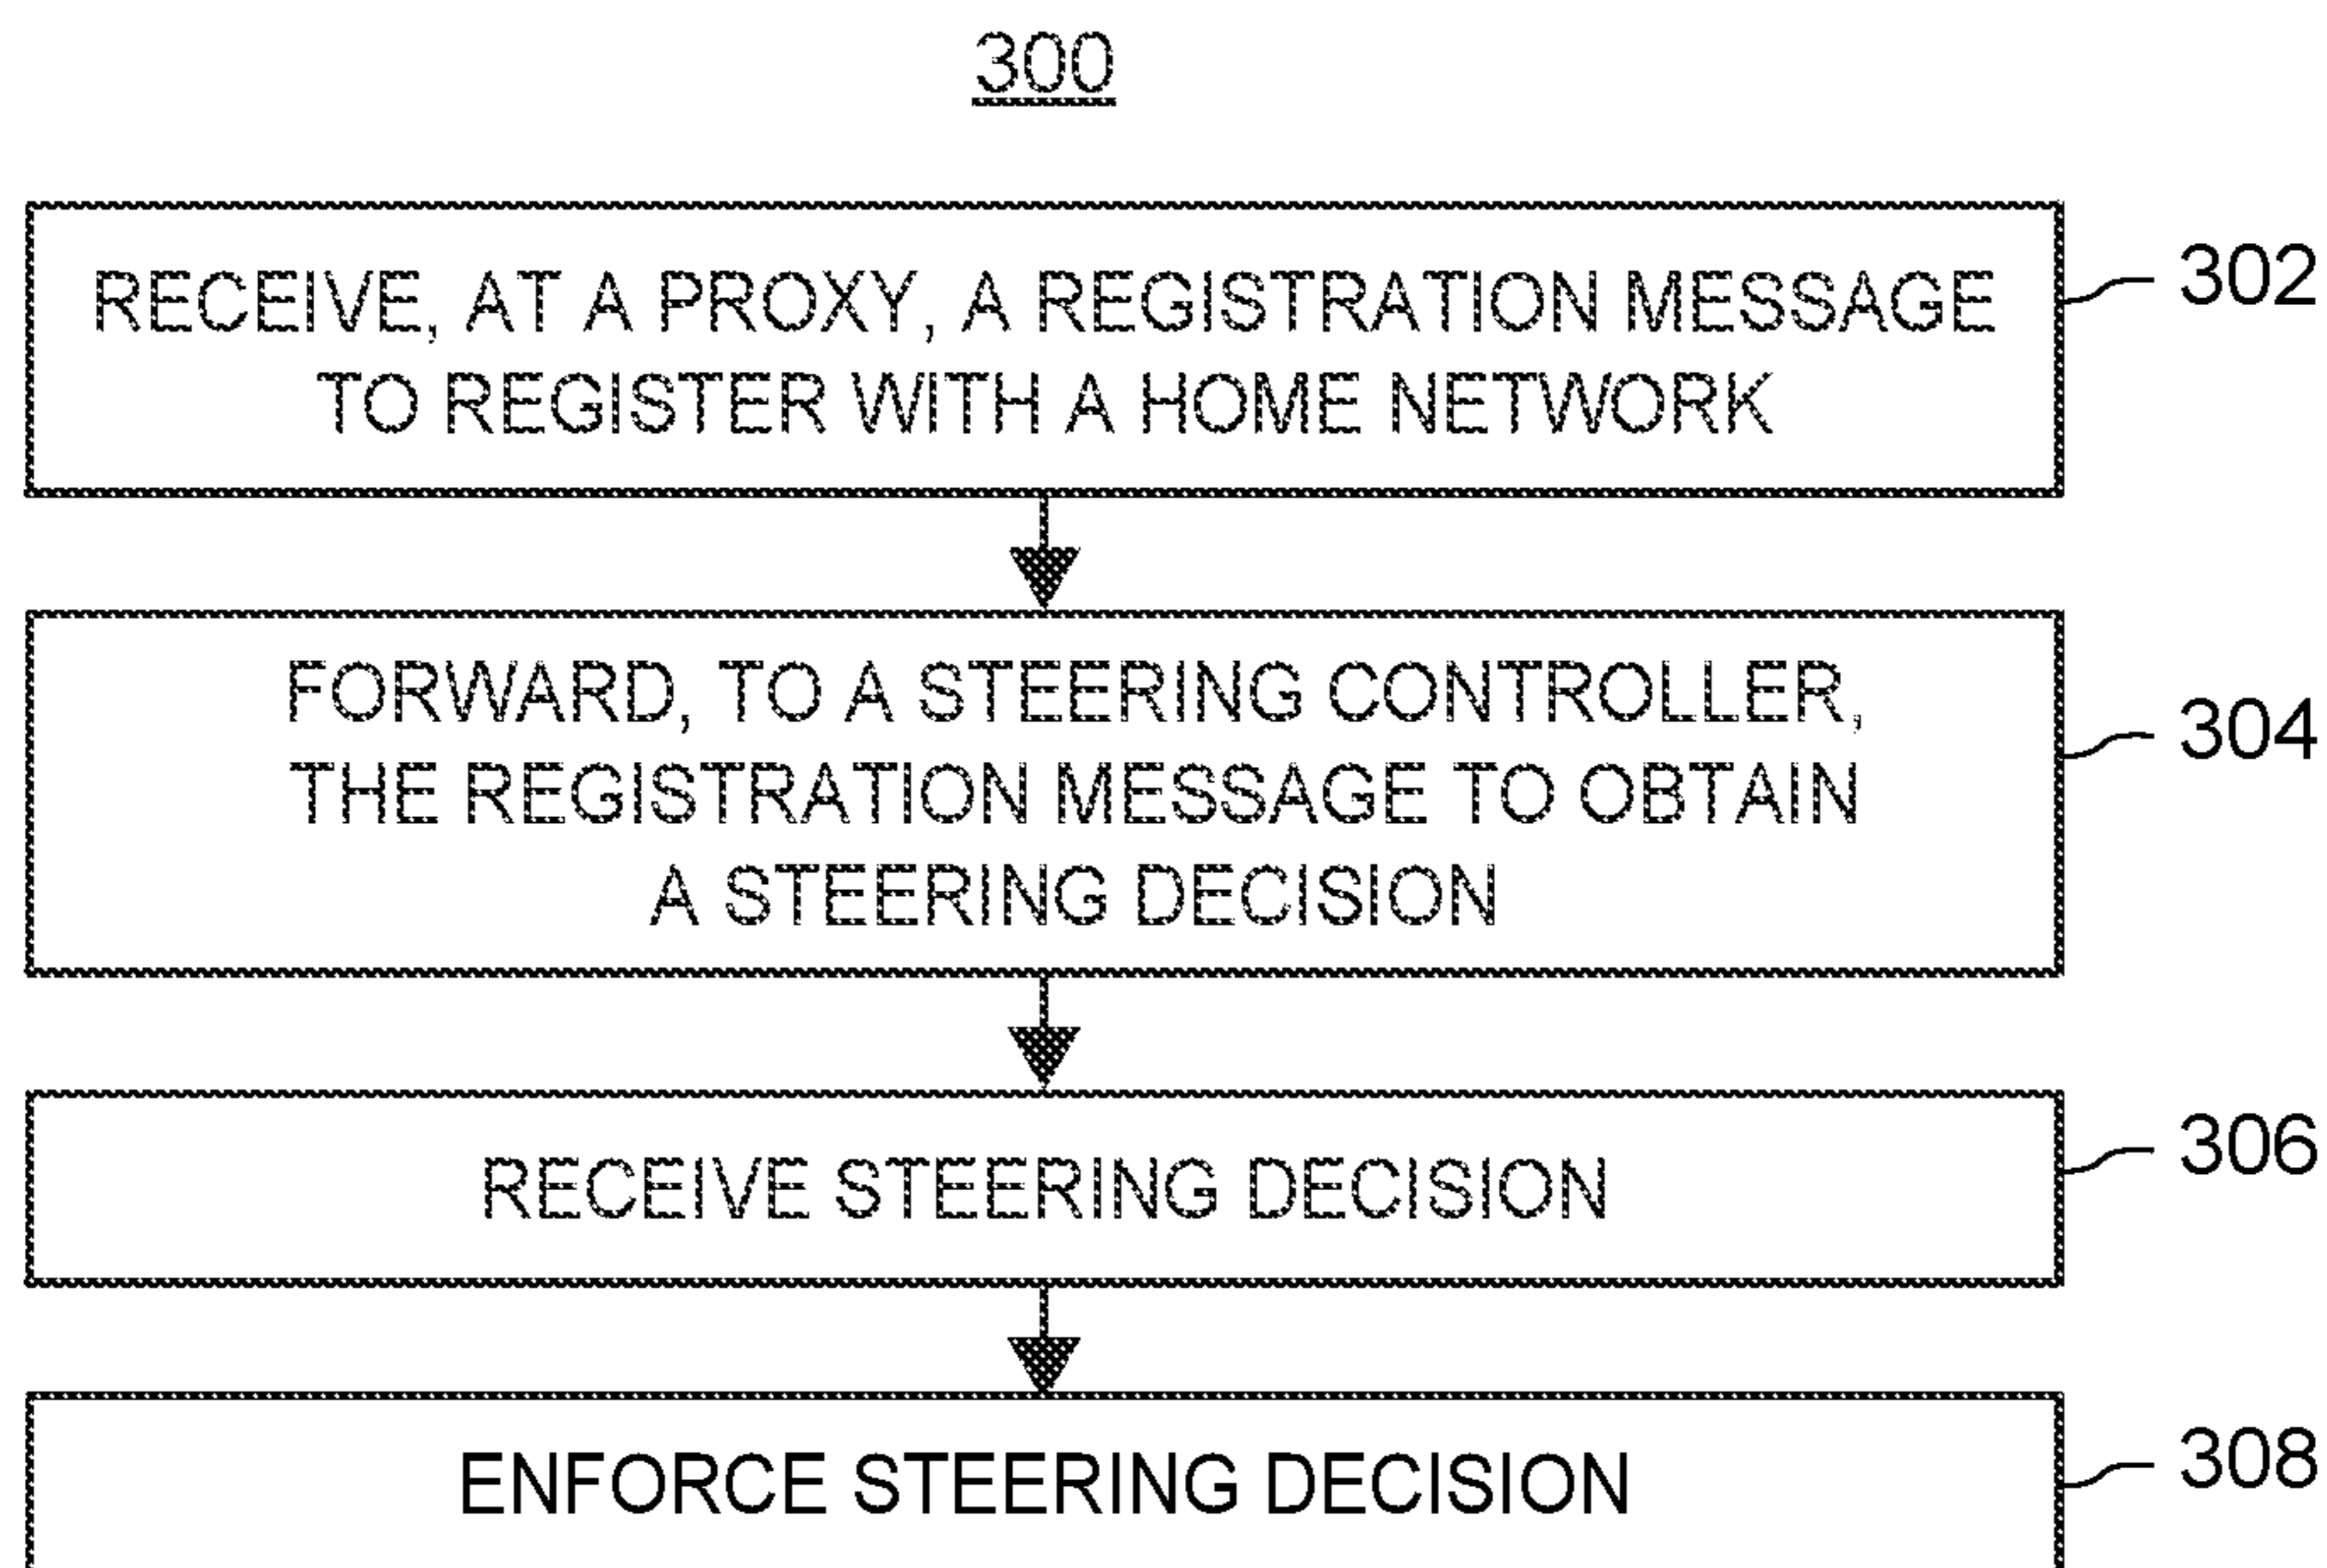 300
RECEIVE, AT A PROXY, A REGISTRATION MESSAGE
TO REGISTER WITH A HOME NETWORK
302
FORWARD, TO A STEERING CONTROLLER,
THE REGISTRATION MESSAGE TO OBTAIN
A STEERING DECISION
304
RECEIVE STEERING DECISION
306
ENFORCE STEERING DECISION
308